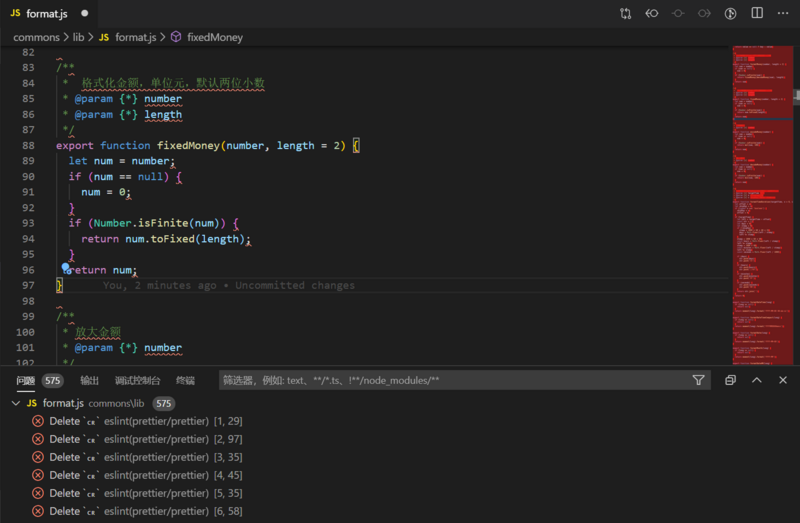 JS format.js
commons > lib > JS format.js > fixedMoney
82
83 /**
84 *  格式化金额，单位元，默认两位小数
85 * @param {*} number
86 * @param {*} length
87 */
88 export function fixedMoney(number, length = 2) {
89 let num = number;
90 if (num == null) {
91 num = 0;
92 }
93 if (Number.isFinite(num)) {
94 return num.toFixed(length);
95 }
96 return num;
97 } You, 2 minutes ago • Uncommitted changes
98
99 /**
100 * 放大金额
101 * @param {*} number
102 */
问题 575 输出 调试控制台 终端 筛选器，例如: text、**/*.ts、!**/node_modules/**
JS format.js commons\lib 575
Delete `␍` eslint(prettier/prettier) [1, 29]
Delete `␍` eslint(prettier/prettier) [2, 97]
Delete `␍` eslint(prettier/prettier) [3, 35]
Delete `␍` eslint(prettier/prettier) [4, 45]
Delete `␍` eslint(prettier/prettier) [5, 35]
Delete `␍` eslint(prettier/prettier) [6, 58]